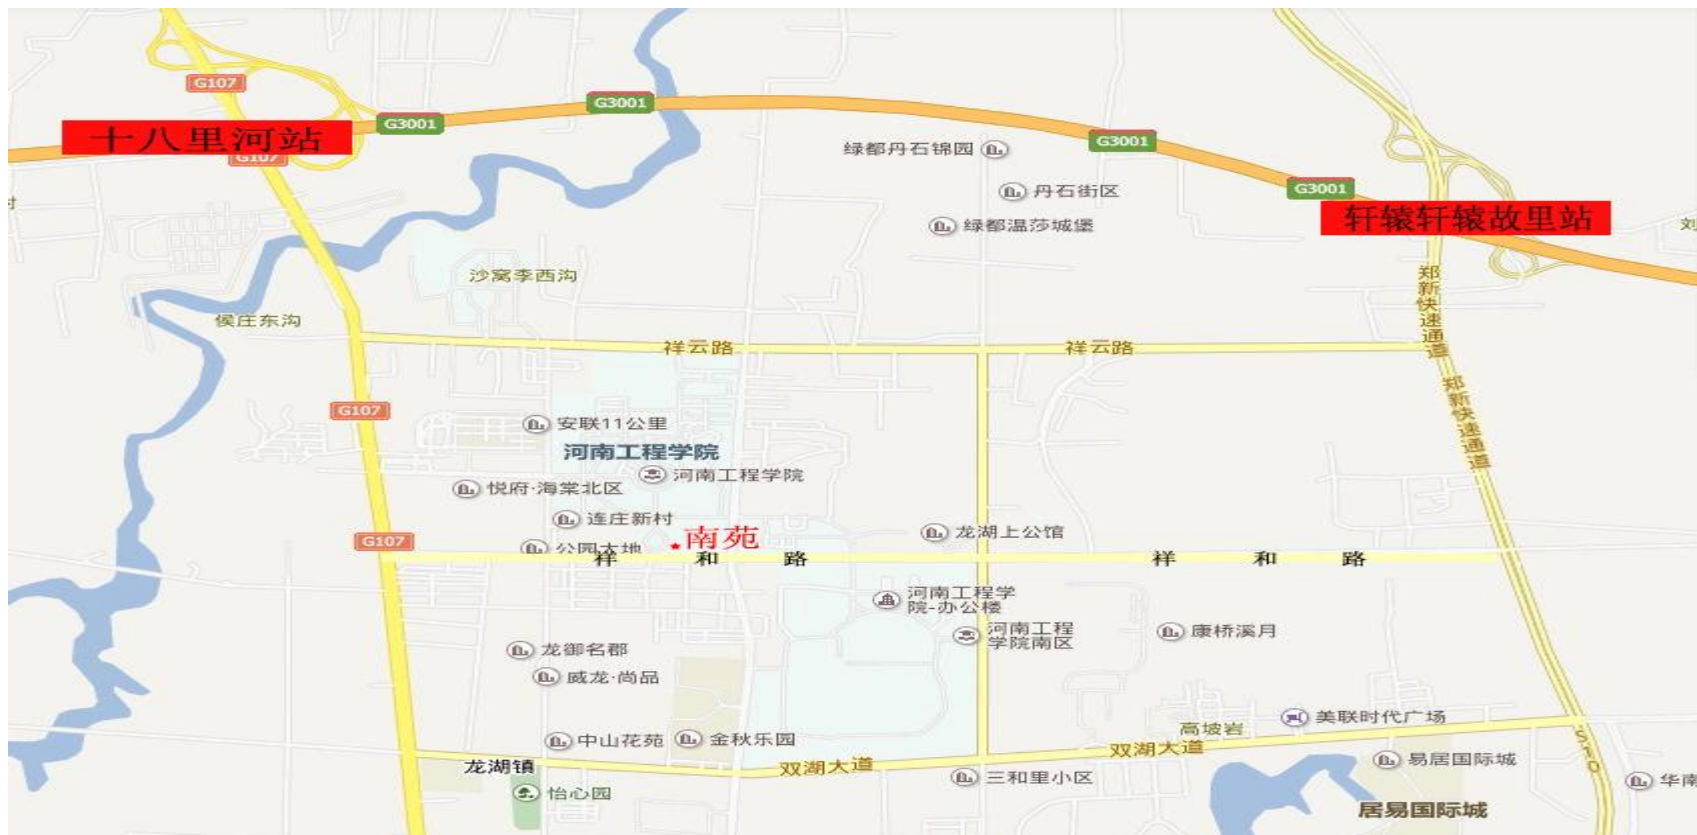 G107
G3001
G3001
十八里河站
G107
G3001
绿都丹石锦园
丹石街区
G3001
绿都温莎城堡
轩辕轩辕故里站
刘
村
沙窝李西沟
郑新快速通道
侯庄东沟
祥云路
祥云路
郑新快速通道
G107
安联11公里
河南工程学院
河南工程学院
悦府·海棠北区
连庄新村
南苑
龙湖上公馆
G107
公园大地
祥和路
祥和路
河南工程学
院-办公楼
河南工程
学院南区
康桥溪月
龙御名郡
威龙·尚品
美联时代广场
高坡岩
中山花苑
金秋乐园
双湖大道
龙湖镇
双湖大道
三和里小区
易居国际城
华南
怡心园
居易国际城